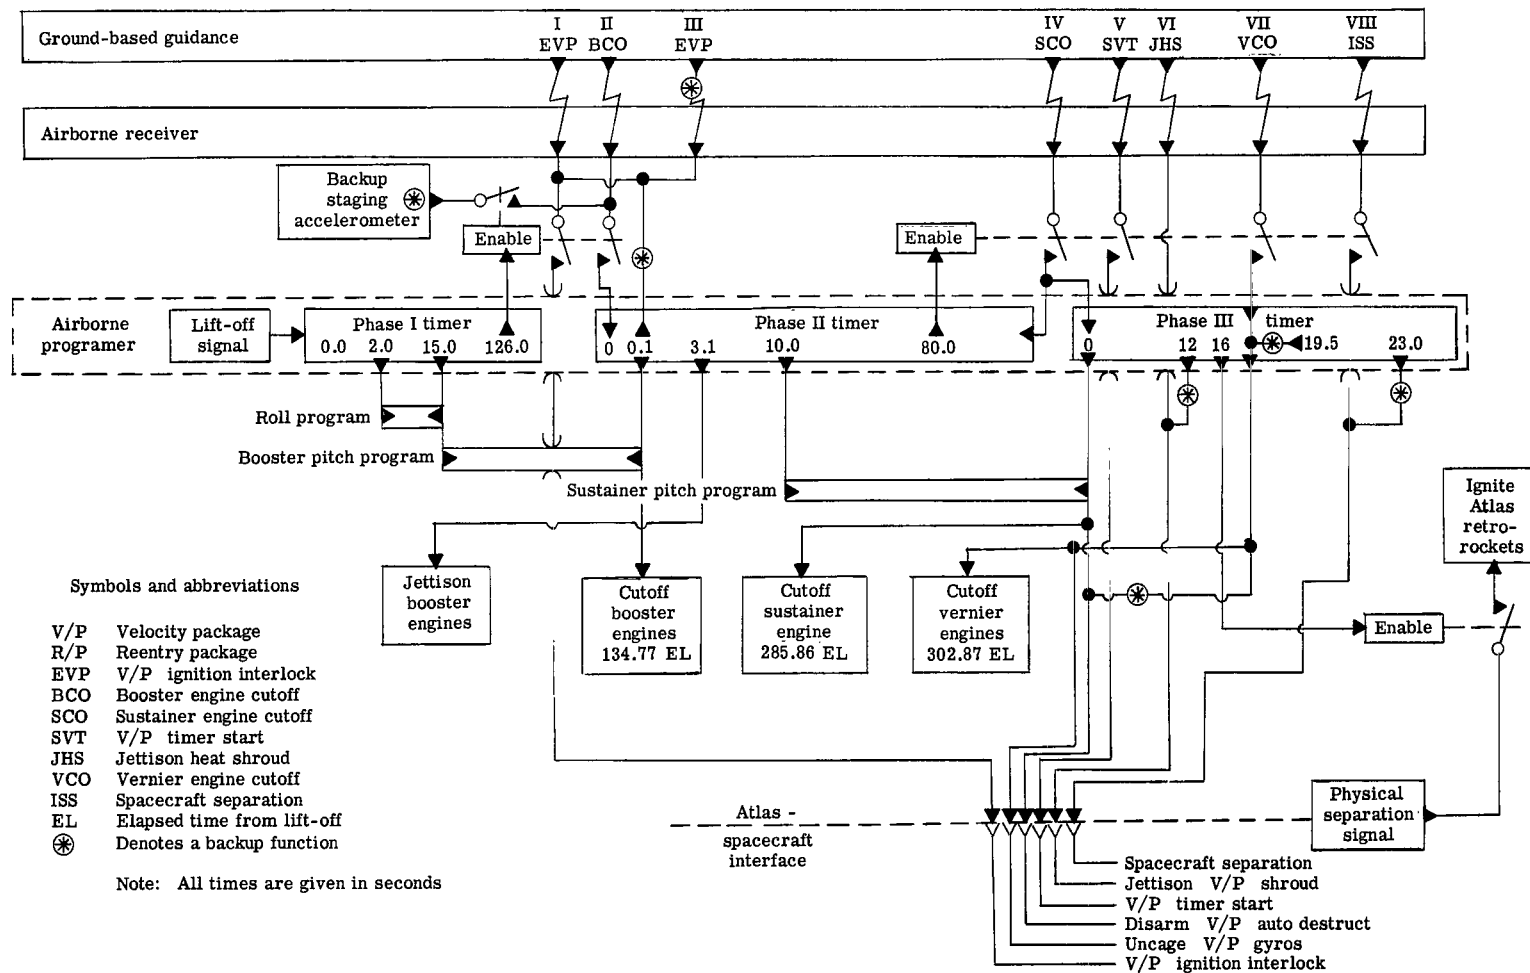 I II III IV V VI VII VIII
Ground-based guidance EVP BCO EVP SCO SVT JHS VCO ISS
Airborne receiver
Backup
staging
accelerometer
Enable
Enable
Airborne
programer
Lift-off
signal
Phase I timer
0.0 2.0 15.0 126.0
Phase II timer
0 0.1 3.1 10.0 80.0
Phase III timer
0 12 16 19.5 23.0
Roll program
Booster pitch program
Sustainer pitch program
Ignite
Atlas
retro-
rockets
Jettison
booster
engines
Cutoff
booster
engines
134.77 EL
Cutoff
sustainer
engine
285.86 EL
Cutoff
vernier
engines
302.87 EL
Enable
Symbols and abbreviations
V/P Velocity package
R/P Reentry package
EVP V/P ignition interlock
BCO Booster engine cutoff
SCO Sustainer engine cutoff
SVT V/P timer start
JHS Jettison heat shroud
VCO Vernier engine cutoff
ISS Spacecraft separation
EL Elapsed time from lift-off
Denotes a backup function
Note: All times are given in seconds
Atlas -
spacecraft
interface
Physical
separation
signal
Spacecraft separation
Jettison V/P shroud
V/P timer start
Disarm V/P auto destruct
Uncage V/P gyros
V/P ignition interlock